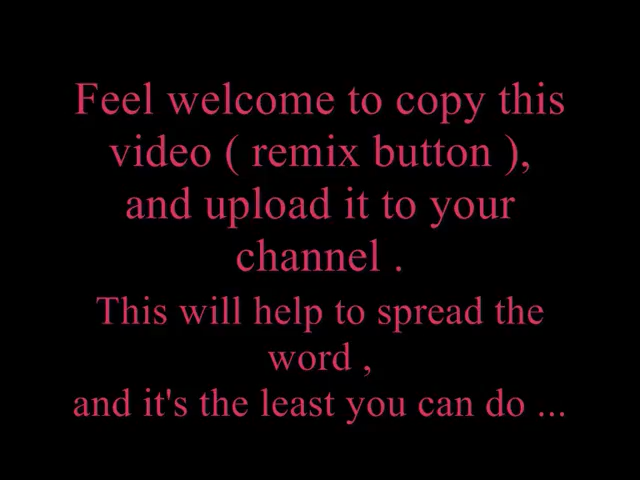 Feel welcome to copy this
video ( remix button ),
and upload it to your
channel .
This will help to spread the
word ,
and it's the least you can do ...